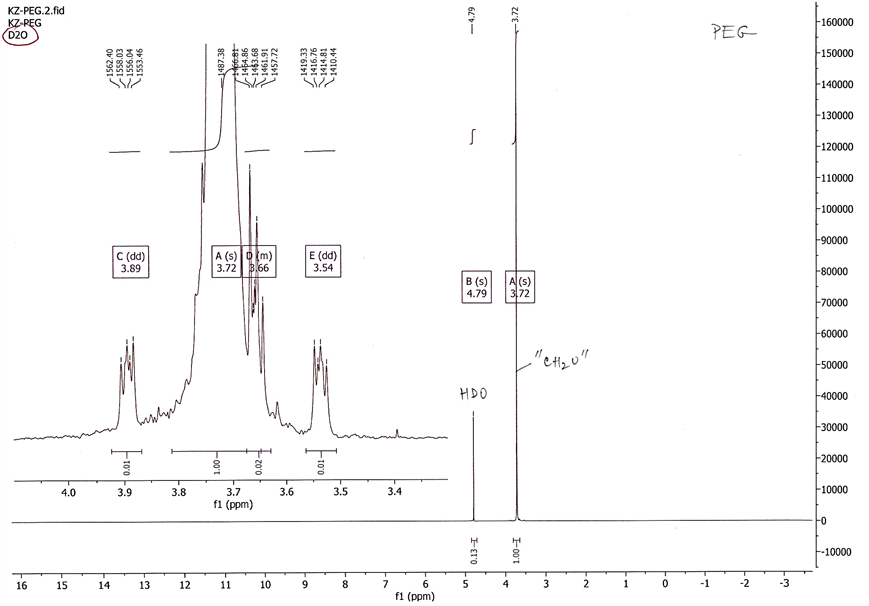 KZ-PEG.2.fid
KZ-PEG
D2O
PEG
1562.40
1558.03
1556.04
1553.46
1487.38
1466.81
1464.86
1463.68
1461.91
1457.72
1419.33
1416.76
1414.81
1410.44
4.79
3.72
C (dd)
3.89
A (s)
3.72
D (m)
3.66
E (dd)
3.54
B (s)
4.79
A (s)
3.72
"CH2O"
HDO
0.01
1.00
0.02
0.01
4.0 3.9 3.8 3.7 3.6 3.5 3.4
f1 (ppm)
0.13
1.00
160000
150000
140000
130000
120000
110000
100000
90000
80000
70000
60000
50000
40000
30000
20000
10000
0
-10000
16 15 14 13 12 11 10 9 8 7 6 5 4 3 2 1 0 -1 -2 -3
f1 (ppm)